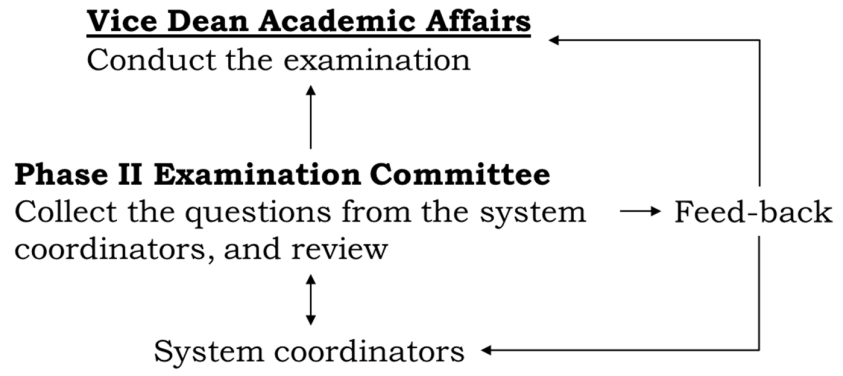 Vice Dean Academic Affairs
Conduct the examination
Phase II Examination Committee
Collect the questions from the system
coordinators, and review
Feed-back
System coordinators